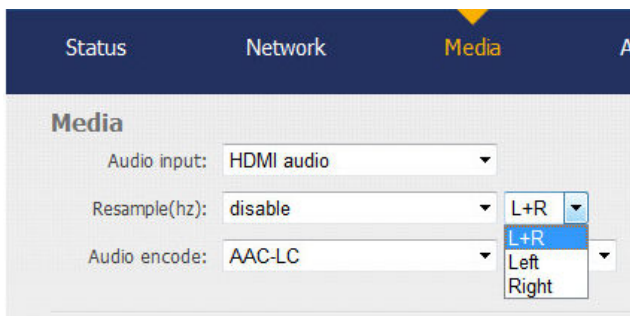 Status Network Media A
Media
Audio input: HDMI audio
Resample(hz): disable L+R
L+R
Audio encode: AAC-LC Left
Right